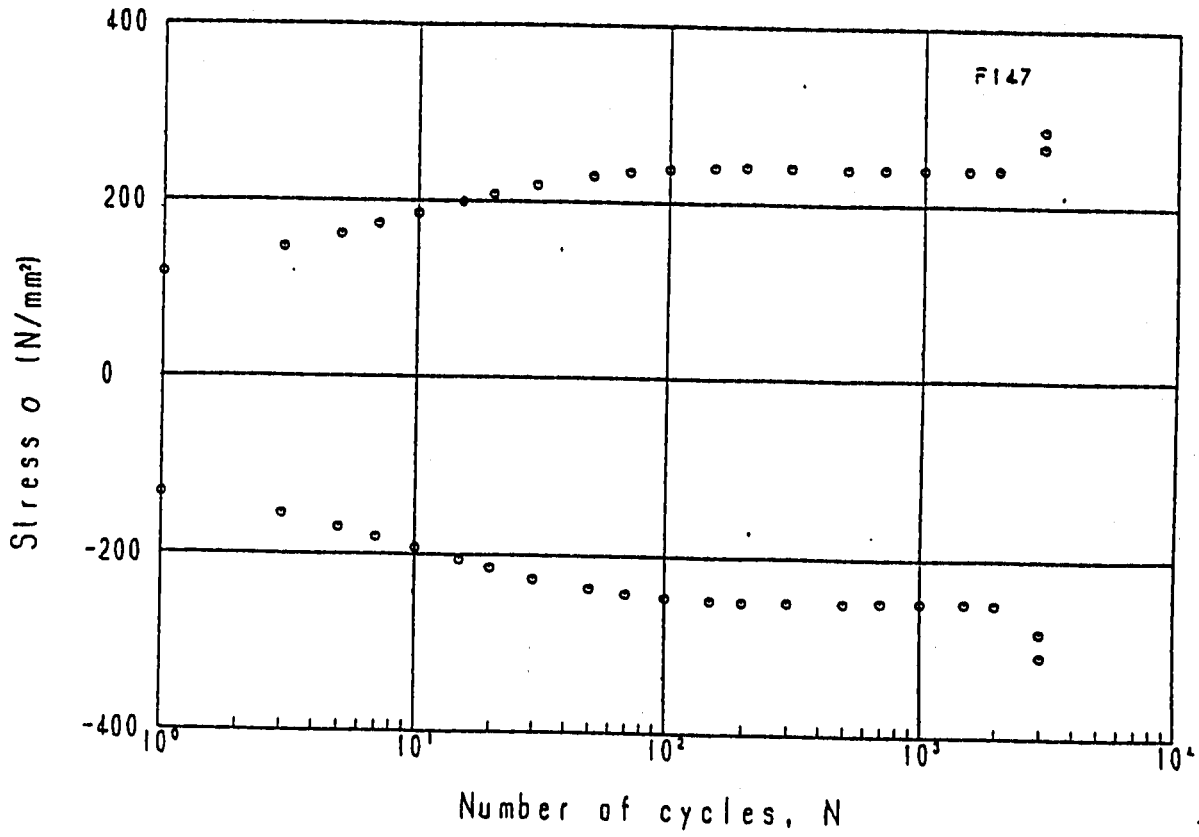 400
F147
200
Stress σ (N/mm²)
0
-200
-400
10⁰ 10¹ 10² 10³ 10⁴
Number of cycles, N